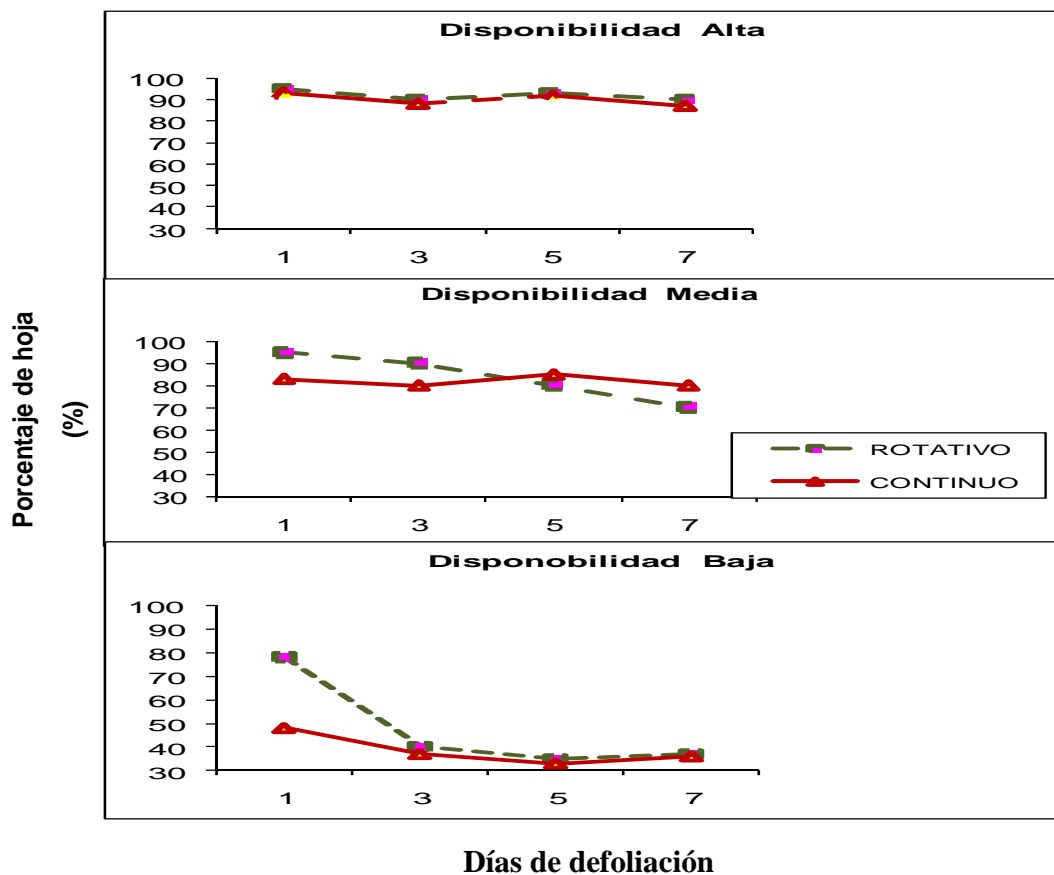 Disponibilidad Alta
100
90
80
70
60
50
40
30
1 3 5 7
Disponibilidad Media
100
90
80
70
60
50
40
30
1 3 5 7
ROTATIVO
CONTINUO
Disponobilidad Baja
100
90
80
70
60
50
40
30
1 3 5 7
Porcentaje de hoja
(%)
Días de defoliación